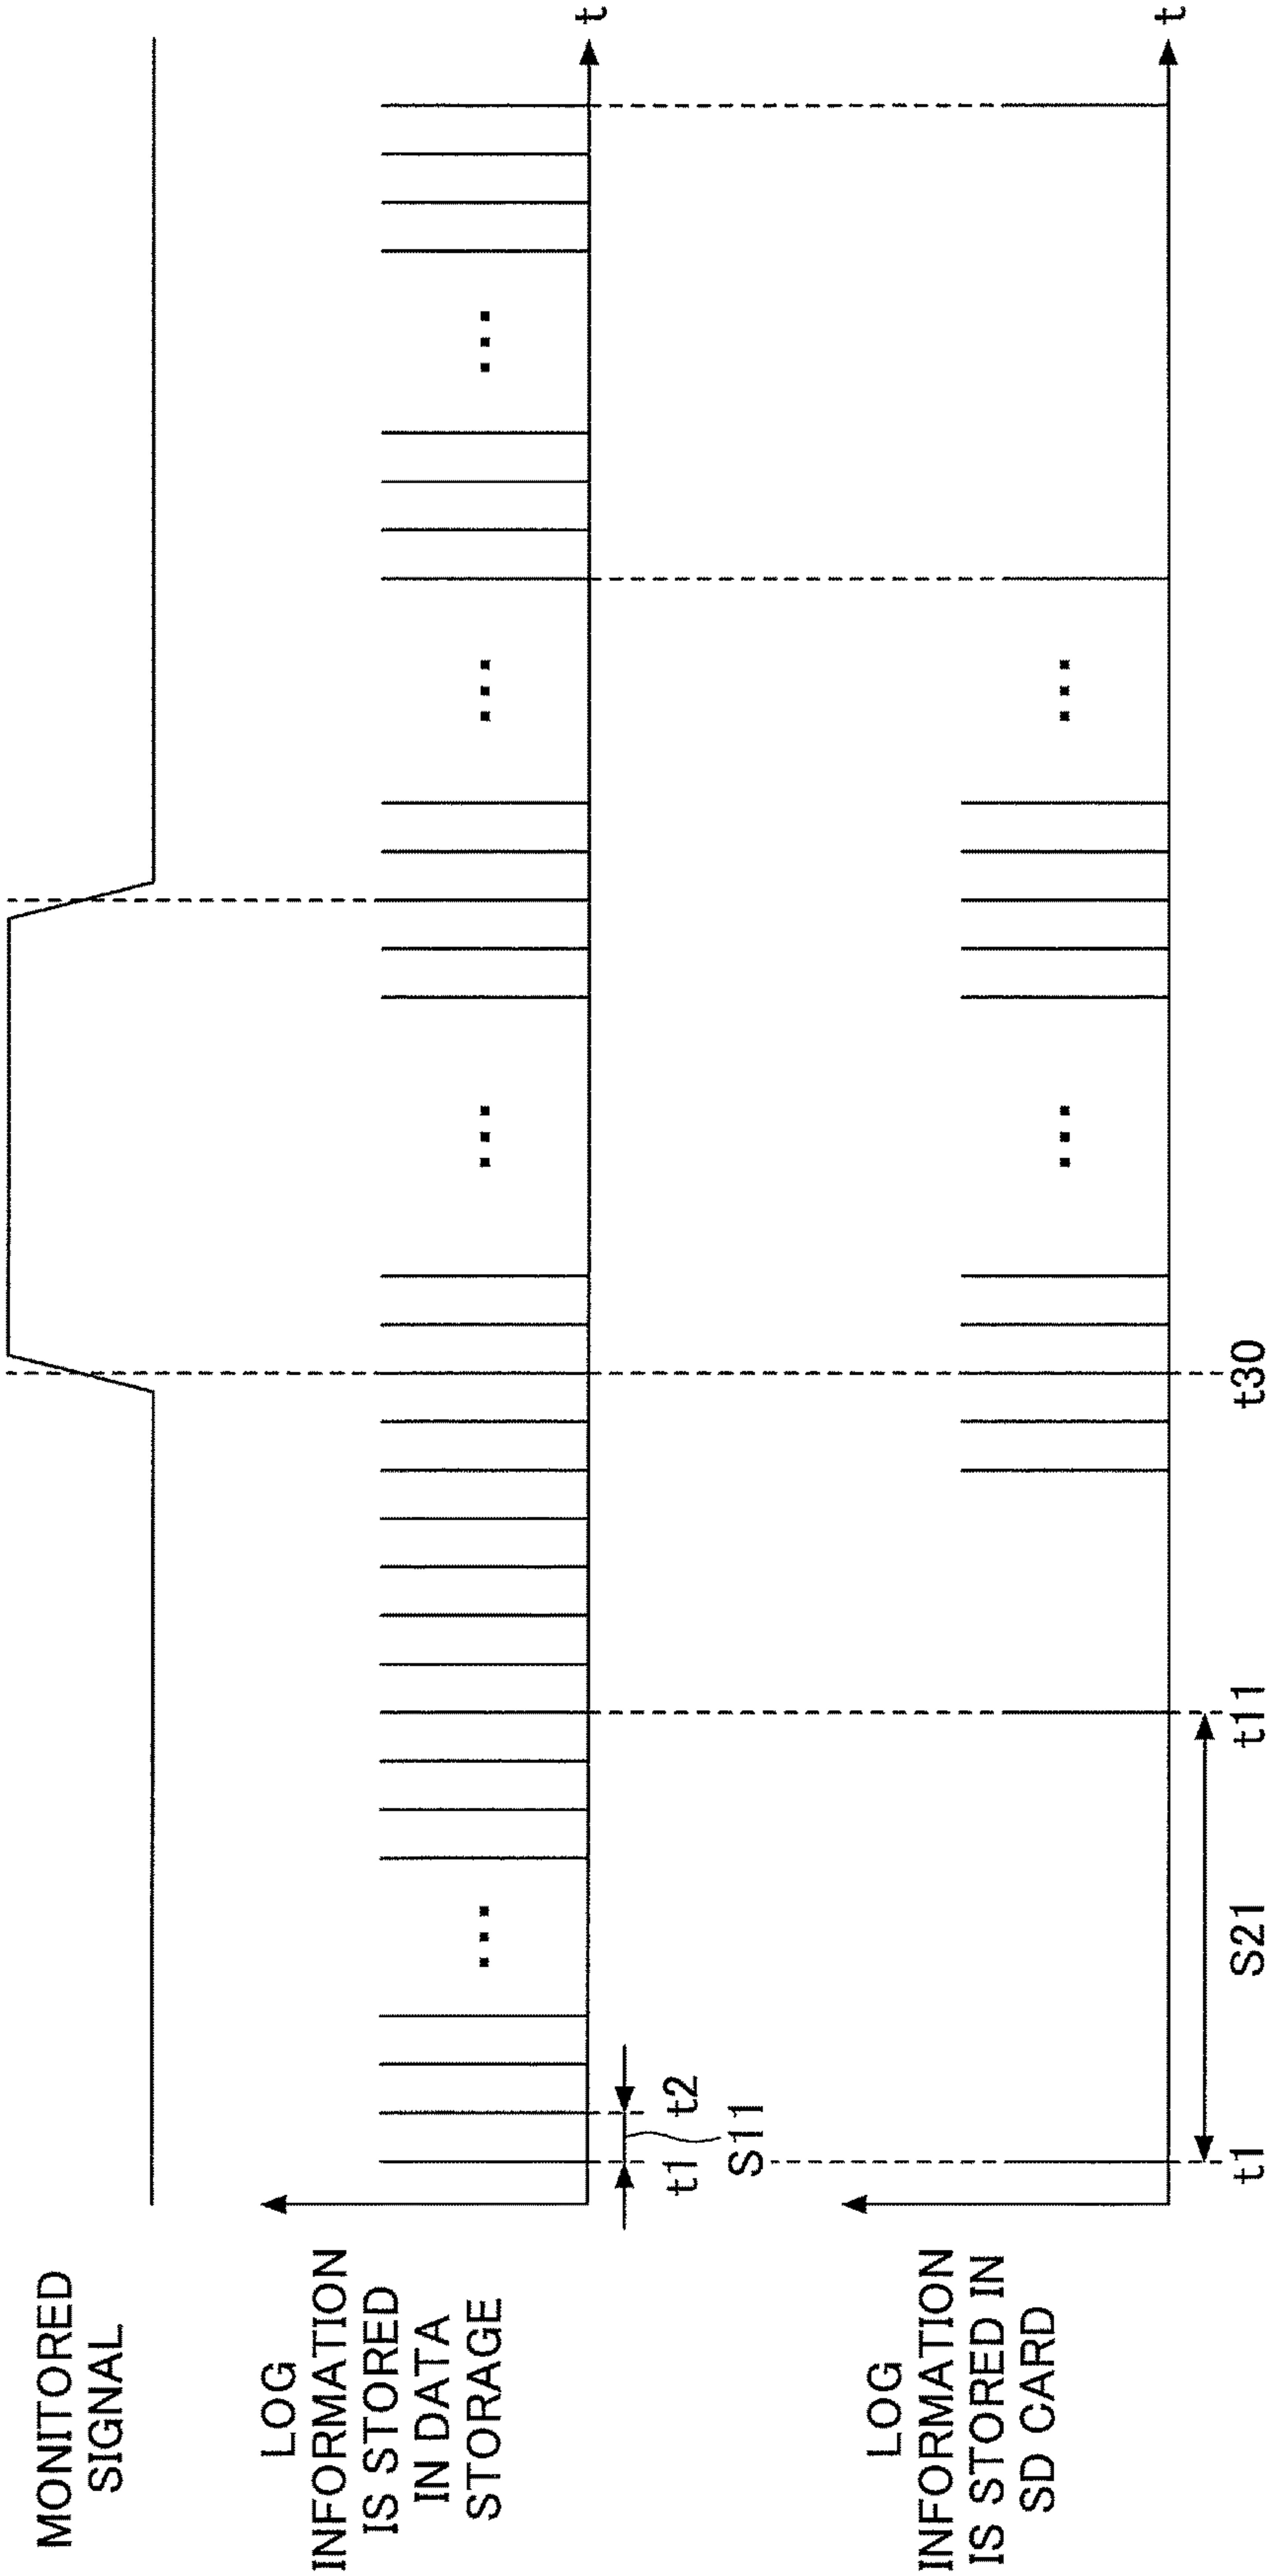 MONITORED
SIGNAL
LOG
INFORMATION
IS STORED
IN DATA
STORAGE
t
t1
t2
S11
LOG
INFORMATION
IS STORED IN
SD CARD
t
t1
S21
t11
t30